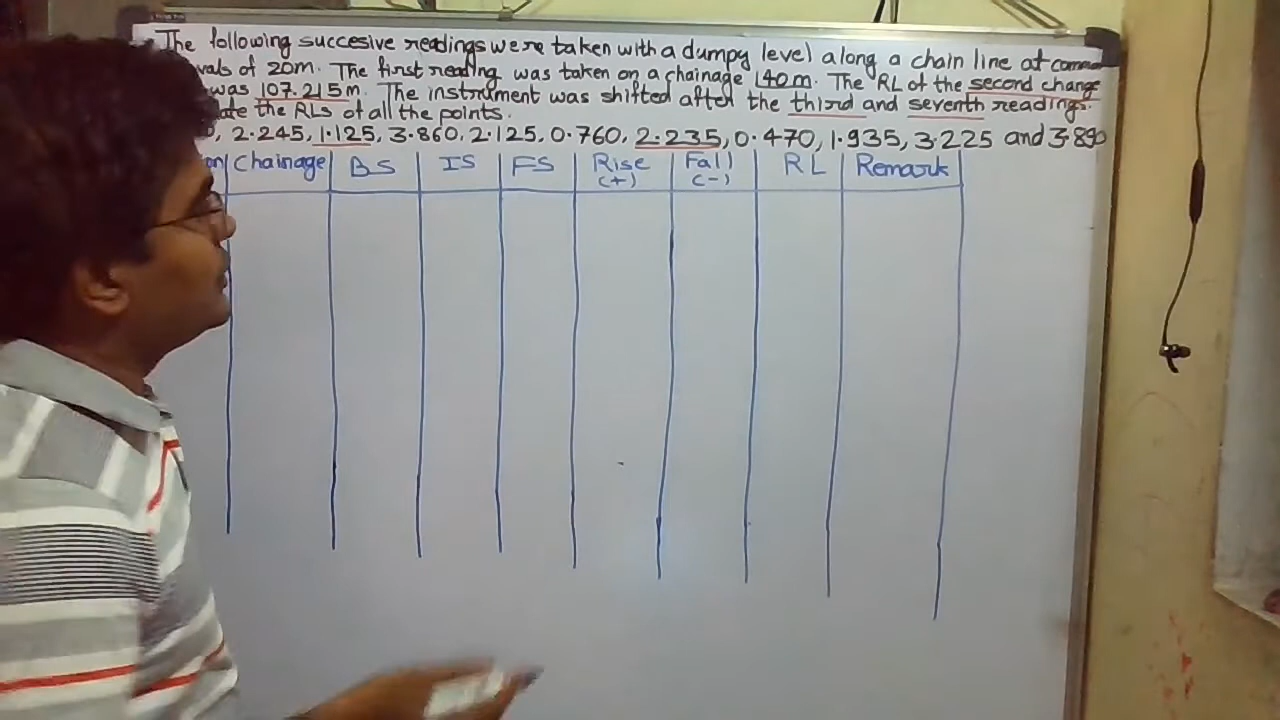 The following succesive readings were taken with a dumpy level along a chain line at common
vals of 20m. The first reading was taken on a chainage 140m. The RL of the second change
was 107.215m. The instrument was shifted after the third and seventh readings.
ate the RLs of all the points.
0, 2.245, 1.125, 3.860, 2.125, 0.760, 2.235, 0.470, 1.935, 3.225 and 3.890
on Chainage BS IS FS Rise Fall RL Remark
(+) (-)